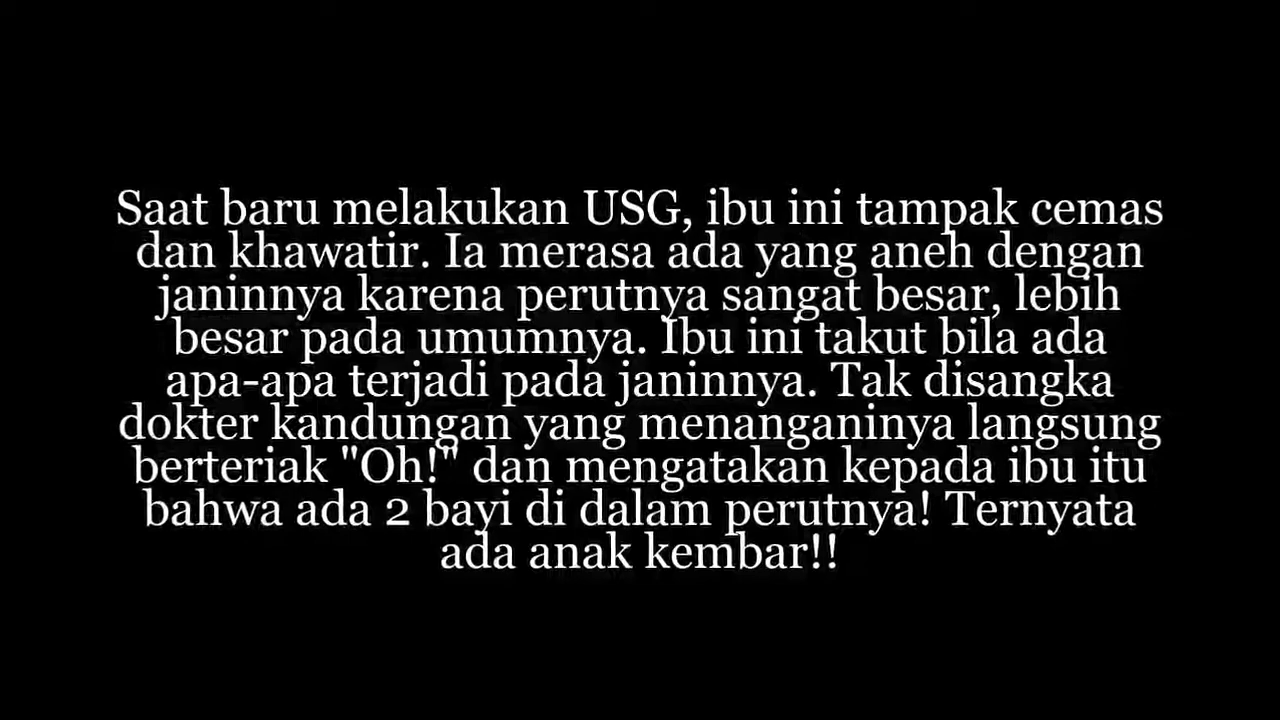 Saat baru melakukan USG, ibu ini tampak cemas
dan khawatir. Ia merasa ada yang aneh dengan
janinnya karena perutnya sangat besar, lebih
besar pada umumnya. Ibu ini takut bila ada
apa-apa terjadi pada janinnya. Tak disangka
dokter kandungan yang menanganinya langsung
berteriak "Oh!" dan mengatakan kepada ibu itu
bahwa ada 2 bayi di dalam perutnya! Ternyata
ada anak kembar!!